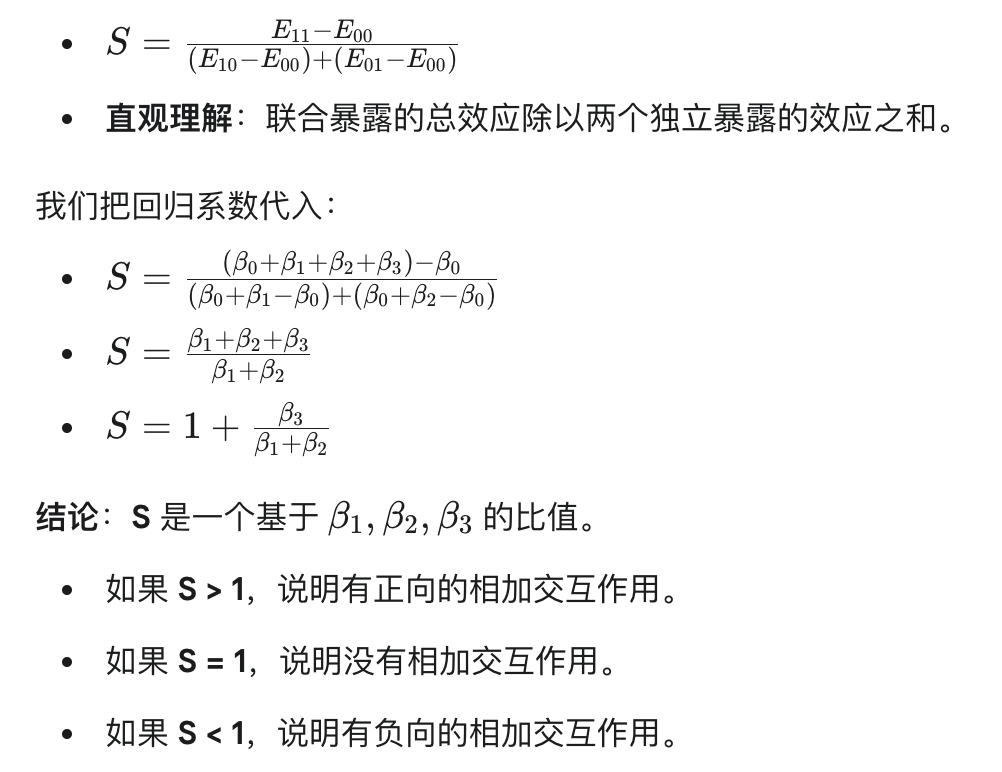 • $S = \frac{E_{11}-E_{00}}{(E_{10}-E_{00})+(E_{01}-E_{00})}$
• 直观理解：联合暴露的总效应除以两个独立暴露的效应之和。
我们把回归系数代入：
• $S = \frac{(\beta_0+\beta_1+\beta_2+\beta_3)-\beta_0}{(\beta_0+\beta_1-\beta_0)+(\beta_0+\beta_2-\beta_0)}$
• $S = \frac{\beta_1+\beta_2+\beta_3}{\beta_1+\beta_2}$
• $S = 1 + \frac{\beta_3}{\beta_1+\beta_2}$
结论：S 是一个基于 $\beta_1, \beta_2, \beta_3$ 的比值。
• 如果 S > 1，说明有正向的相加交互作用。
• 如果 S = 1，说明没有相加交互作用。
• 如果 S < 1，说明有负向的相加交互作用。